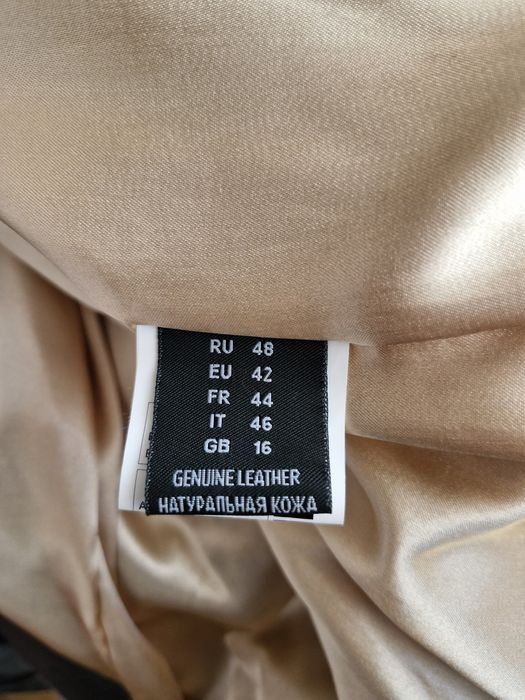 RU 48
EU 42
FR 44
IT 46
GB 16
GENUINE LEATHER
НАТУРАЛЬНАЯ КОЖА